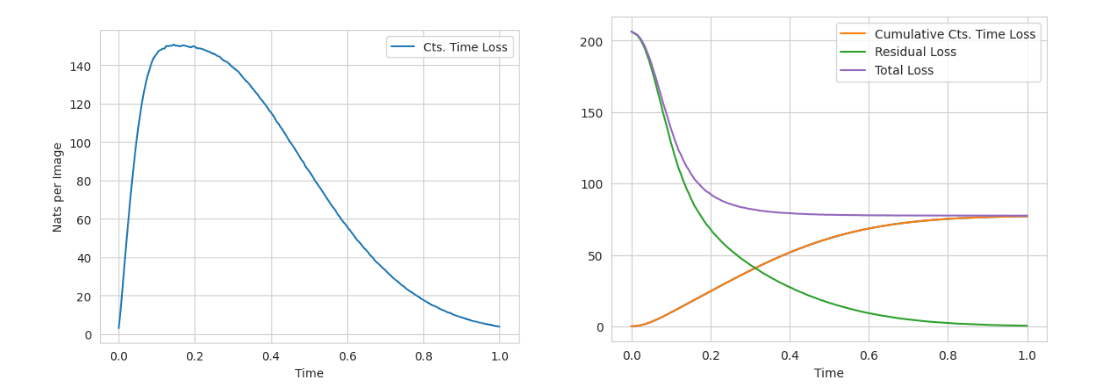 Nats per Image
140
120
100
80
60
40
20
0
0.0 0.2 0.4 0.6 0.8 1.0
Time
Cts. Time Loss
200
150
100
50
0
0.0 0.2 0.4 0.6 0.8 1.0
Time
Cumulative Cts. Time Loss
Residual Loss
Total Loss